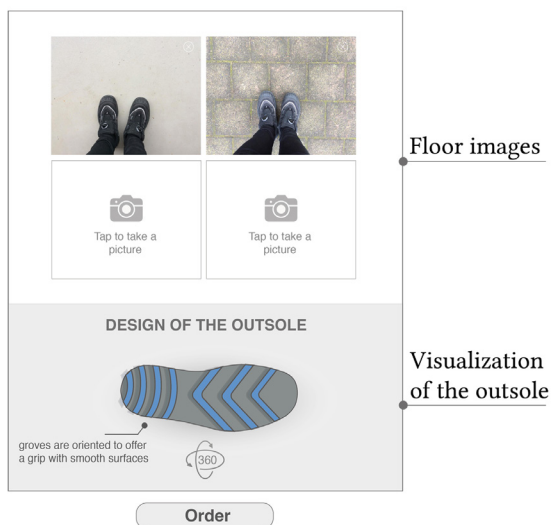 Floor images
Tap to take a
picture
Tap to take a
picture
DESIGN OF THE OUTSOLE
Visualization
of the outsole
groves are oriented to offer
a grip with smooth surfaces
360
Order